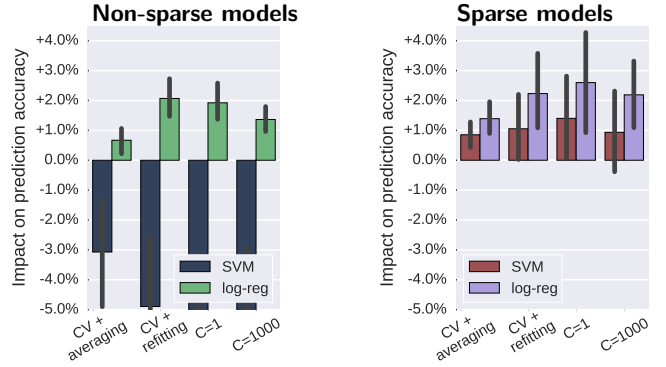 Non-sparse models
Impact on prediction accuracy
+4.0%
+3.0%
+2.0%
+1.0%
0.0%
-1.0%
-2.0%
-3.0%
-4.0%
-5.0%
SVM
log-reg
CV +
averaging
CV +
refitting
C=1
C=1000
Sparse models
Impact on prediction accuracy
+4.0%
+3.0%
+2.0%
+1.0%
0.0%
-1.0%
-2.0%
-3.0%
-4.0%
-5.0%
SVM
log-reg
CV +
averaging
CV +
refitting
C=1
C=1000